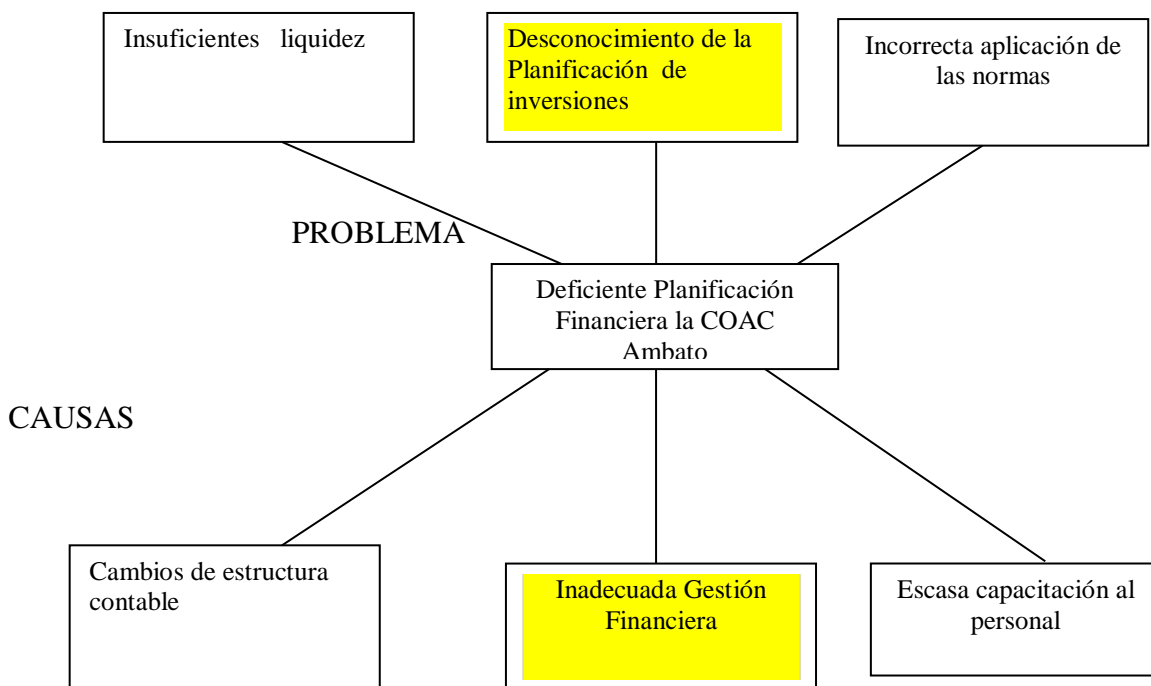 Insuficientes liquidez
Desconocimiento de la
Planificación de
inversiones
Incorrecta aplicación de
las normas
PROBLEMA
Deficiente Planificación
Financiera la COAC
Ambato
CAUSAS
Cambios de estructura
contable
Inadecuada Gestión
Financiera
Escasa capacitación al
personal